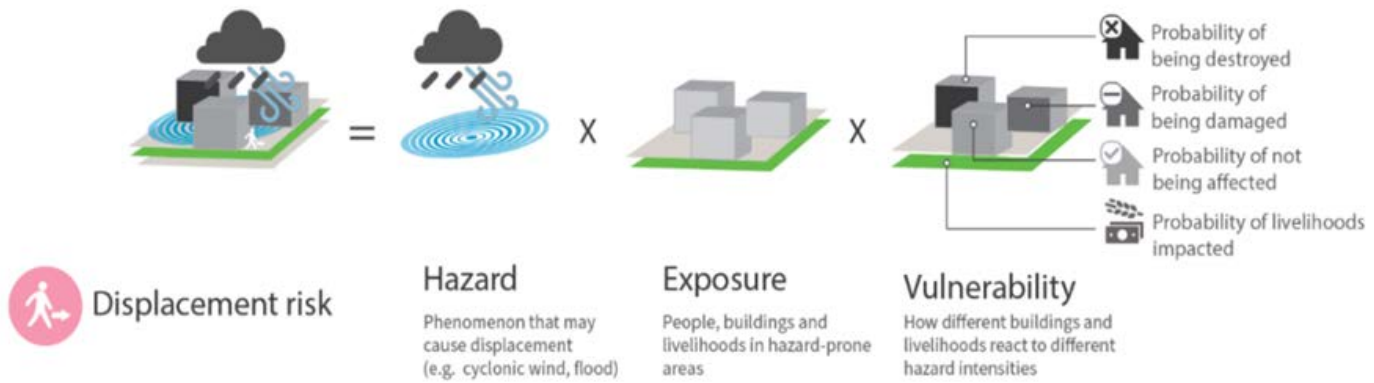 Probability of
being destroyed
Probability of
being damaged
Probability of not
being affected
Probability of livelihoods
impacted
=
X
X
Displacement risk
Hazard
Phenomenon that may
cause displacement
(e.g. cyclonic wind, flood)
Exposure
People, buildings and
livelihoods in hazard-prone
areas
Vulnerability
How different buildings and
livelihoods react to different
hazard intensities